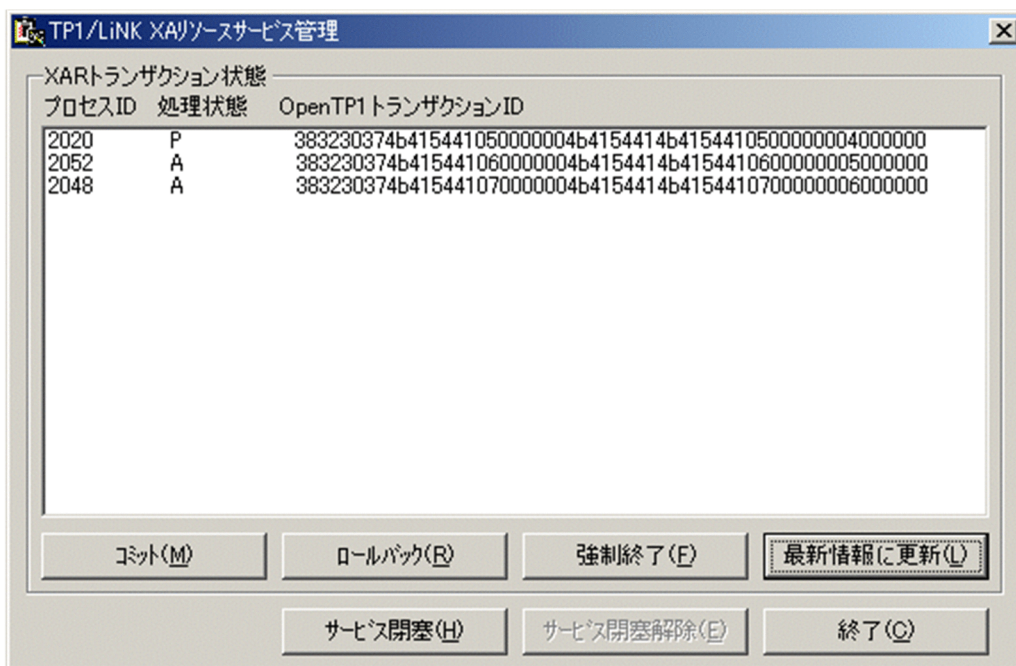 TP1/LiNK XAリソースサービス管理
XARトランザクション状態
プロセスID 処理状態 OpenTP1トランザクションID
2020 P 383230374b415441050000004b4154414b4154410500000004000000
2052 A 383230374b415441060000004b4154414b4154410600000005000000
2048 A 383230374b415441070000004b4154414b4154410700000006000000
コミット(M) ロールバック(R) 強制終了(F) 最新情報に更新(L)
サービス閉塞(H) サービス閉塞解除(E) 終了(C)